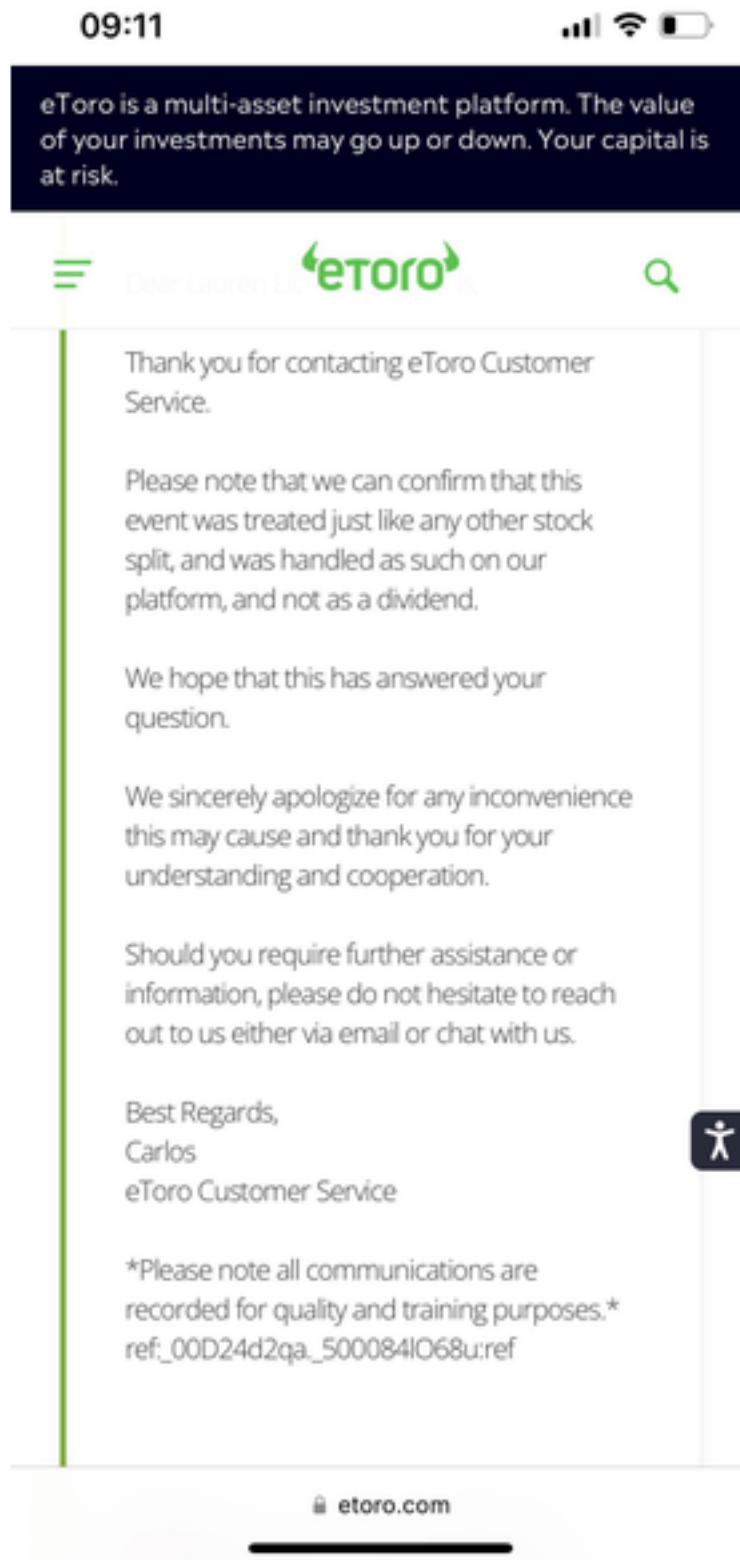 09:11
eToro is a multi-asset investment platform. The value
of your investments may go up or down. Your capital is
at risk.
eToro
Dear Lauren
Thank you for contacting eToro Customer
Service.
Please note that we can confirm that this
event was treated just like any other stock
split, and was handled as such on our
platform, and not as a dividend.
We hope that this has answered your
question.
We sincerely apologize for any inconvenience
this may cause and thank you for your
understanding and cooperation.
Should you require further assistance or
information, please do not hesitate to reach
out to us either via email or chat with us.
Best Regards,
Carlos
eToro Customer Service
*Please note all communications are
recorded for quality and training purposes.*
ref:_00D24d2qa._500084lO68u:ref
etoro.com